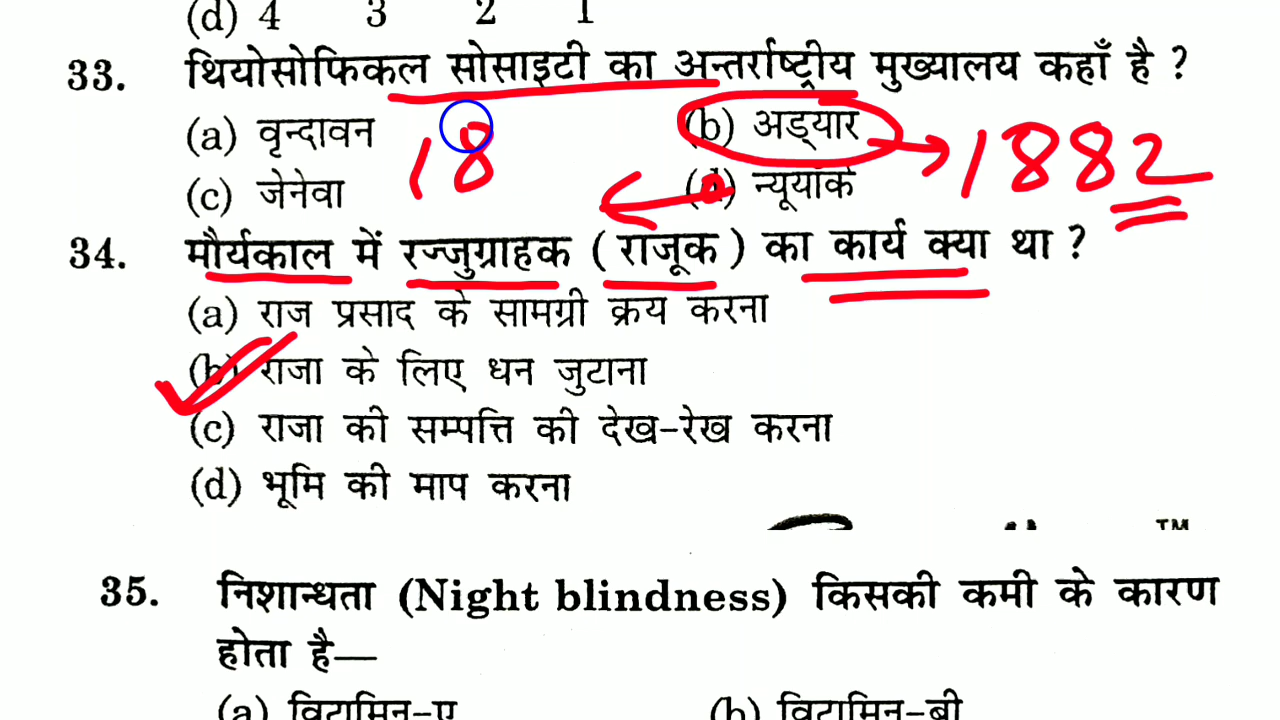 (d) 4 3 2 1
33. थियोसोफिकल सोसाइटी का अन्तर्राष्ट्रीय मुख्यालय कहाँ है ?
(a) वृन्दावन (b) अड्यार
18 1882
(c) जेनेवा (d) न्यूयॉर्क
34. मौर्यकाल में रज्जुग्राहक ( राजूक ) का कार्य क्या था ?
(a) राज प्रसाद के सामग्री क्रय करना
(b) राजा के लिए धन जुटाना
(c) राजा की सम्पत्ति की देख-रेख करना
(d) भूमि की माप करना
TM
35. निशान्धता (Night blindness) किसकी कमी के कारण
होता है—
(a) विटामिन-ए (b) विटामिन-बी